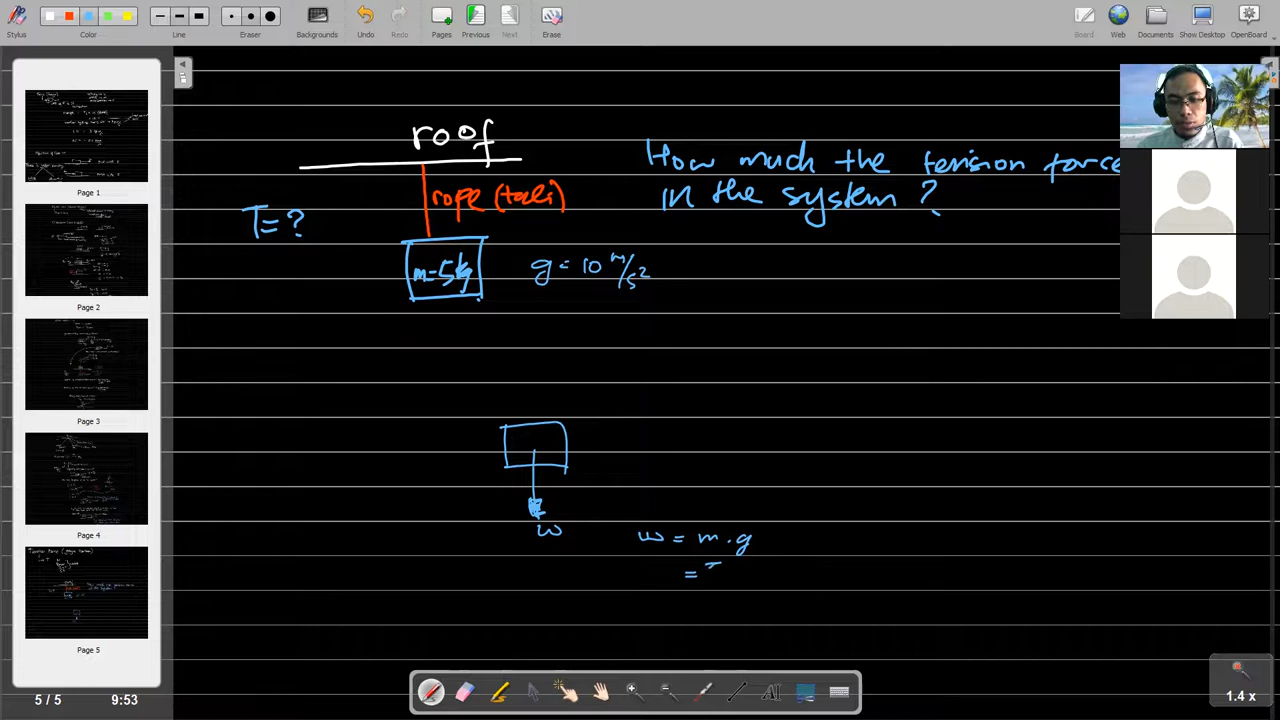 Stylus
Color
Eraser
Backgrounds
Undo
Redo
Pages
Previous
Next
Erase
Board
Web
Documents
Show Desktop
OpenBoard
roof
How much the tension force
in the system ?
rope (tali)
T = ?
m = 5 kg
g = 10 m/s²
w
w = m . g
=
Page 1
Page 2
Page 3
Page 4
Page 5
5 / 5
9:53
1.4 x